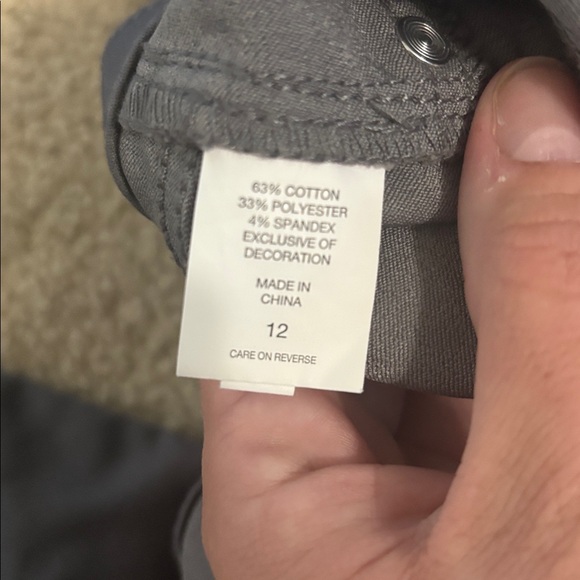 63% COTTON
33% POLYESTER
4% SPANDEX
EXCLUSIVE OF
DECORATION
MADE IN
CHINA
12
CARE ON REVERSE